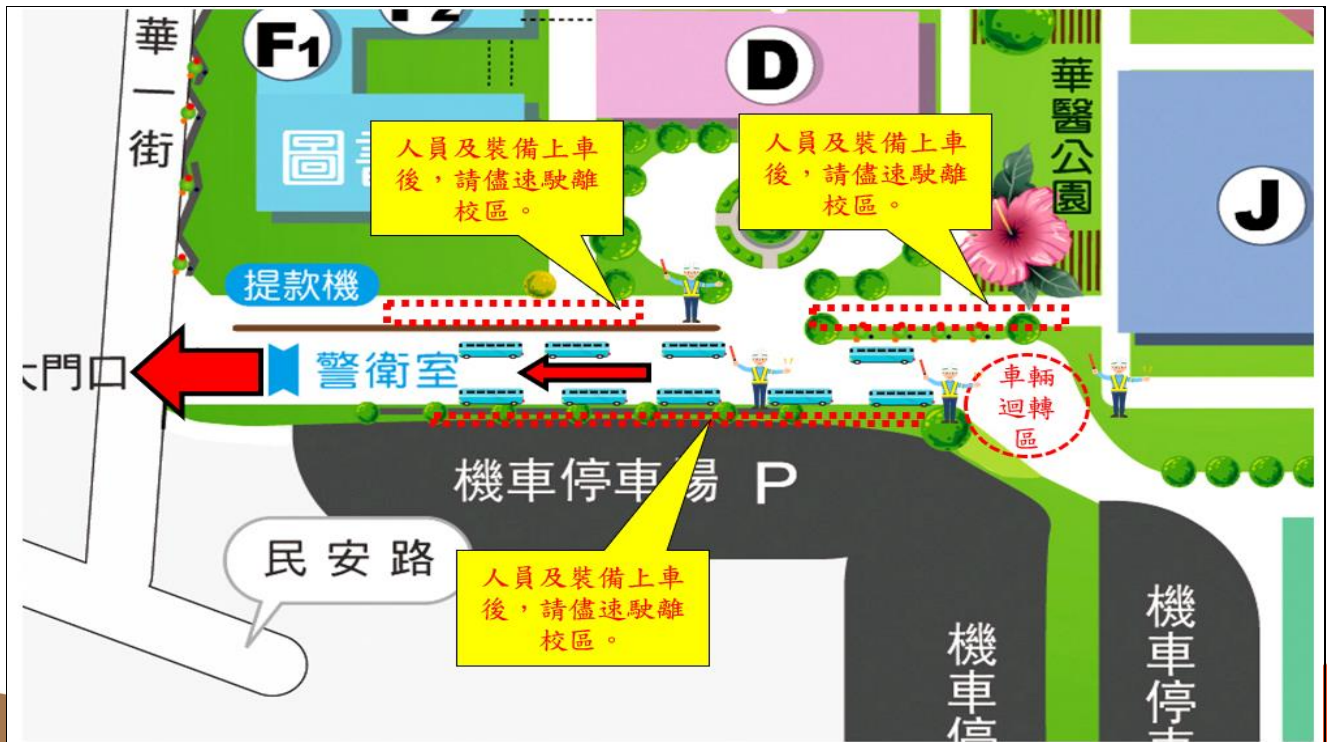 華一街
F1
F2
D
J
華醫公園
圖
人員及裝備上車
後，請儘速駛離
校區。
人員及裝備上車
後，請儘速駛離
校區。
提款機
大門口
警衛室
車輛
迴轉
區
機車停車場 P
民安路
人員及裝備上車
後，請儘速駛離
校區。
機車停
機車停車